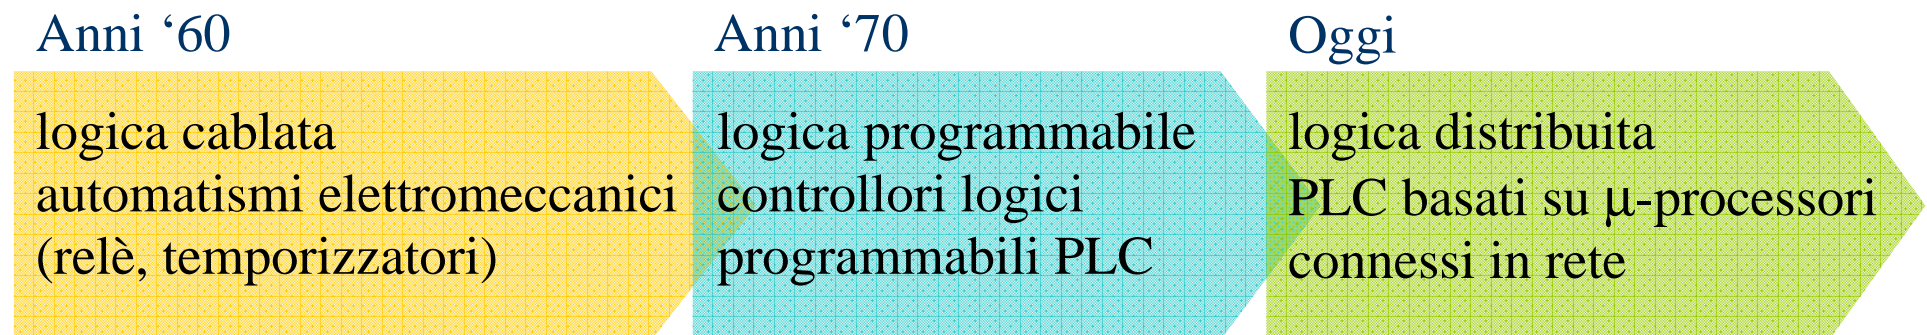 Anni ‘60
logica cablata
automatismi elettromeccanici
(relè, temporizzatori)
Anni ‘70
logica programmabile
controllori logici
programmabili PLC
Oggi
logica distribuita
PLC basati su μ-processori
connessi in rete